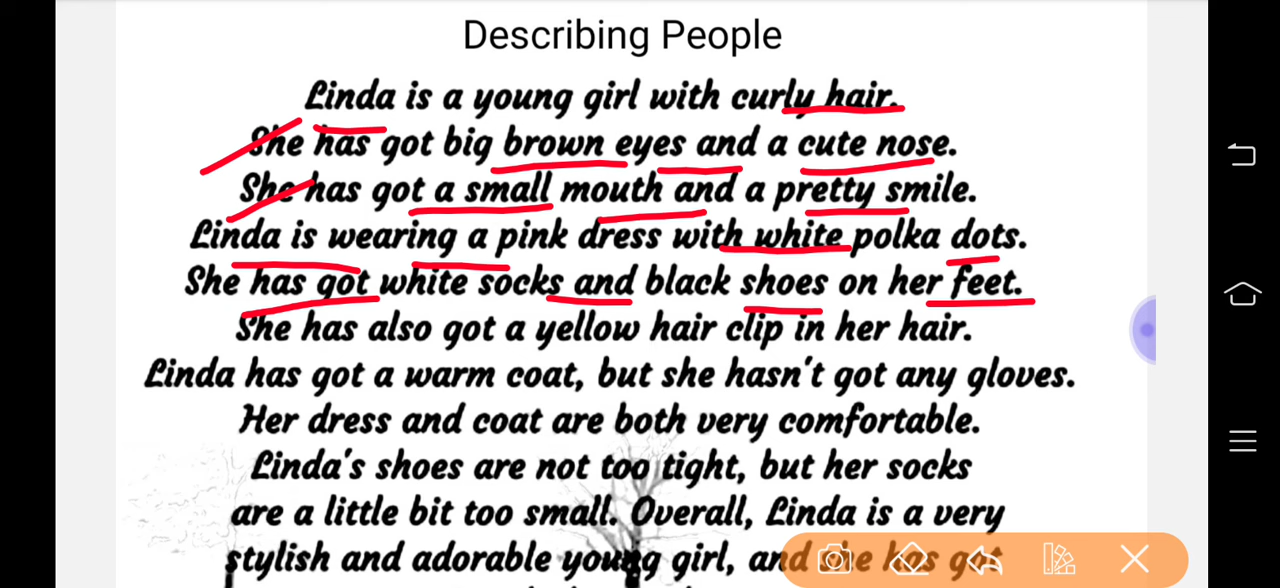 Describing People
Linda is a young girl with curly hair.
She has got big brown eyes and a cute nose.
She has got a small mouth and a pretty smile.
Linda is wearing a pink dress with white polka dots.
She has got white socks and black shoes on her feet.
She has also got a yellow hair clip in her hair.
Linda has got a warm coat, but she hasn't got any gloves.
Her dress and coat are both very comfortable.
Linda's shoes are not too tight, but her socks
are a little bit too small. Overall, Linda is a very
stylish and adorable young girl, and she has got